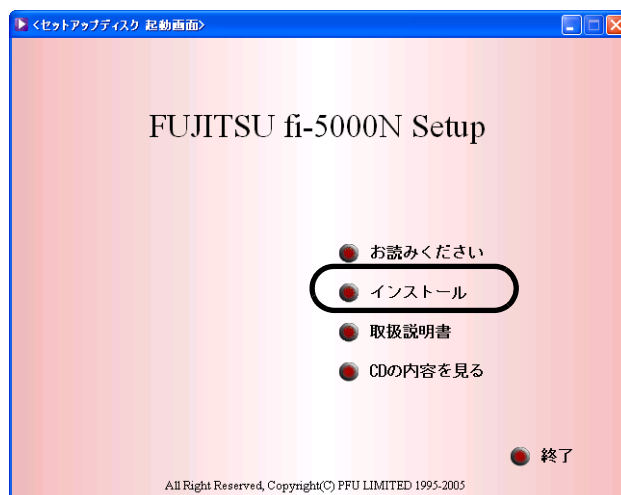 <セットアップディスク 起動画面>
FUJITSU fi-5000N Setup
お読みください
インストール
取扱説明書
CDの内容を見る
終了
All Right Reserved, Copyright(C) PFU LIMITED 1995-2005